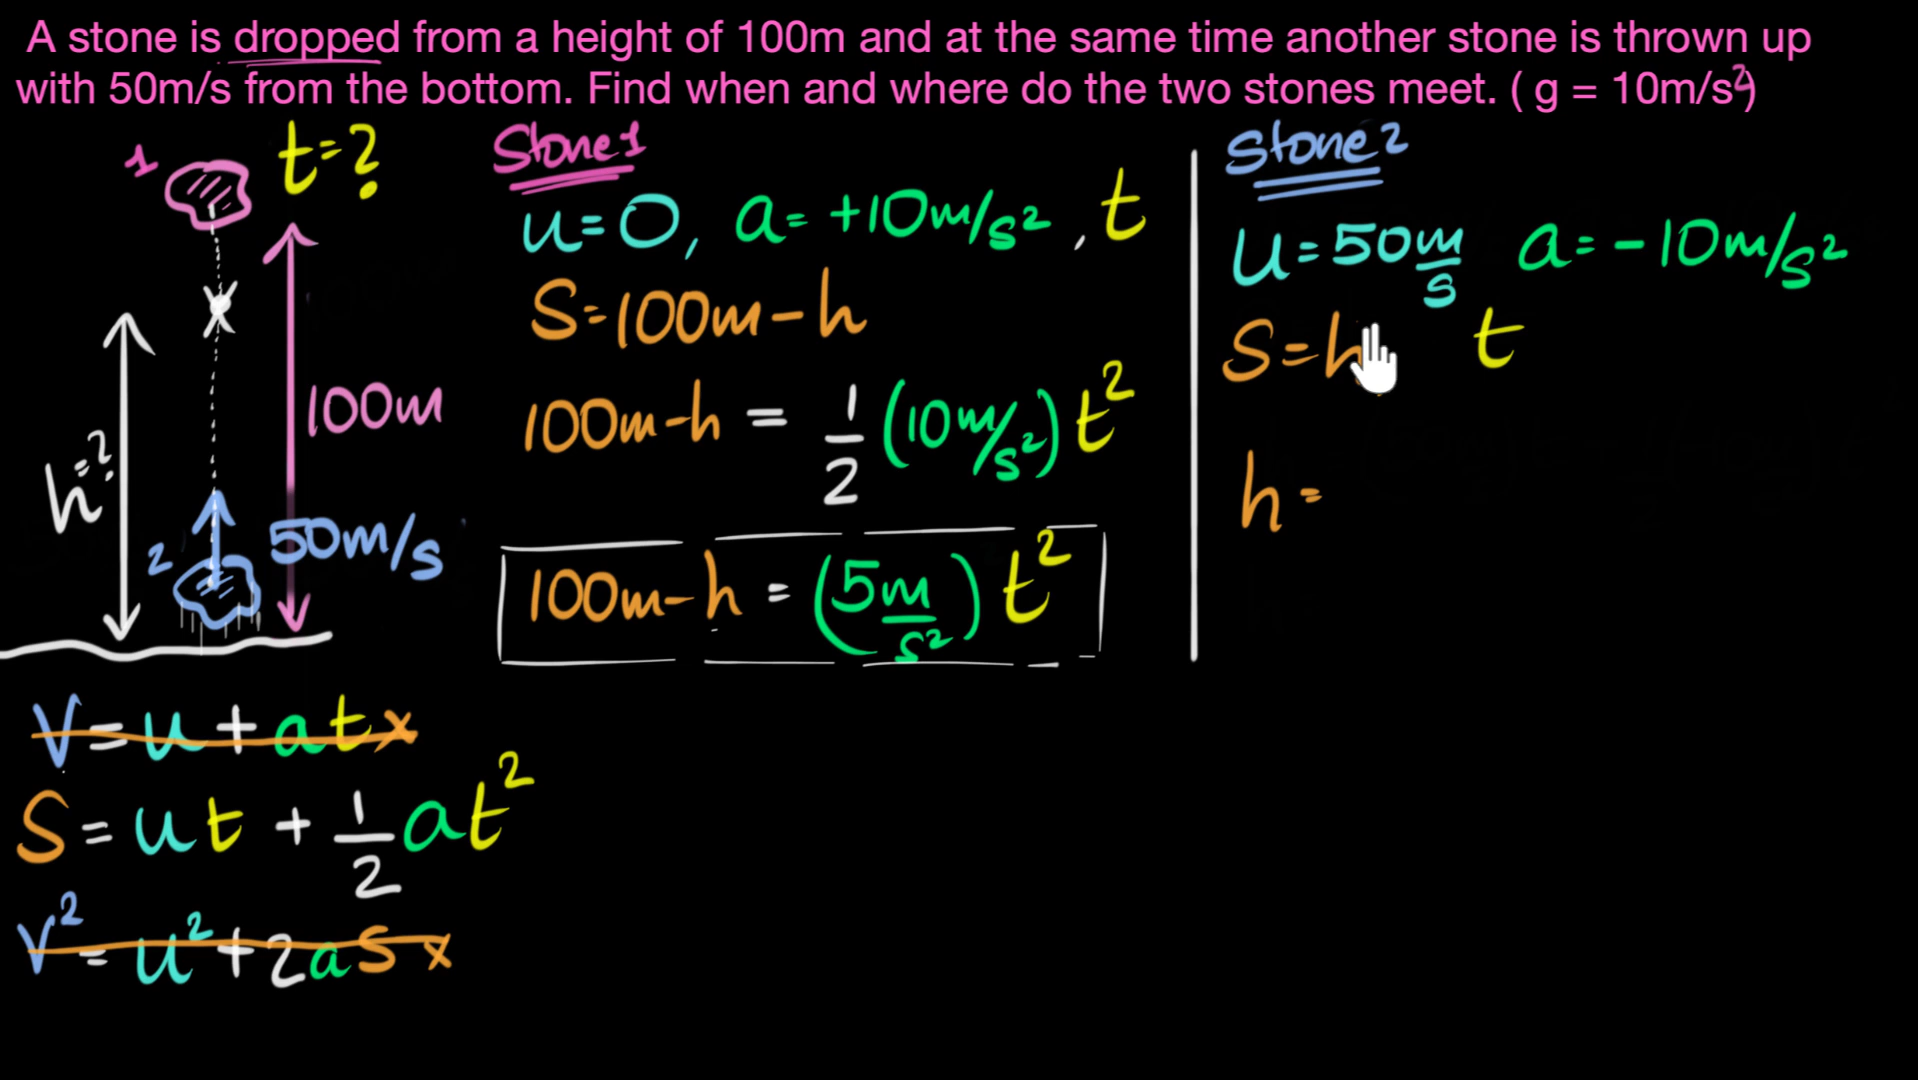 A stone is dropped from a height of 100m and at the same time another stone is thrown up
with 50m/s from the bottom. Find when and where do the two stones meet. ( g = 10m/s²)
1
t=?
h=?
100m
2
50m/s
Stone 1
u=0, a=+10m/s², t
S=100m-h
100m-h = 1/2 (10m/s²) t²
100m-h = (5m/s²) t²
Stone 2
u=50m/s a=-10m/s²
S=h t
h=
V=u+at x
S=ut+1/2 at²
V²=u²+2as x